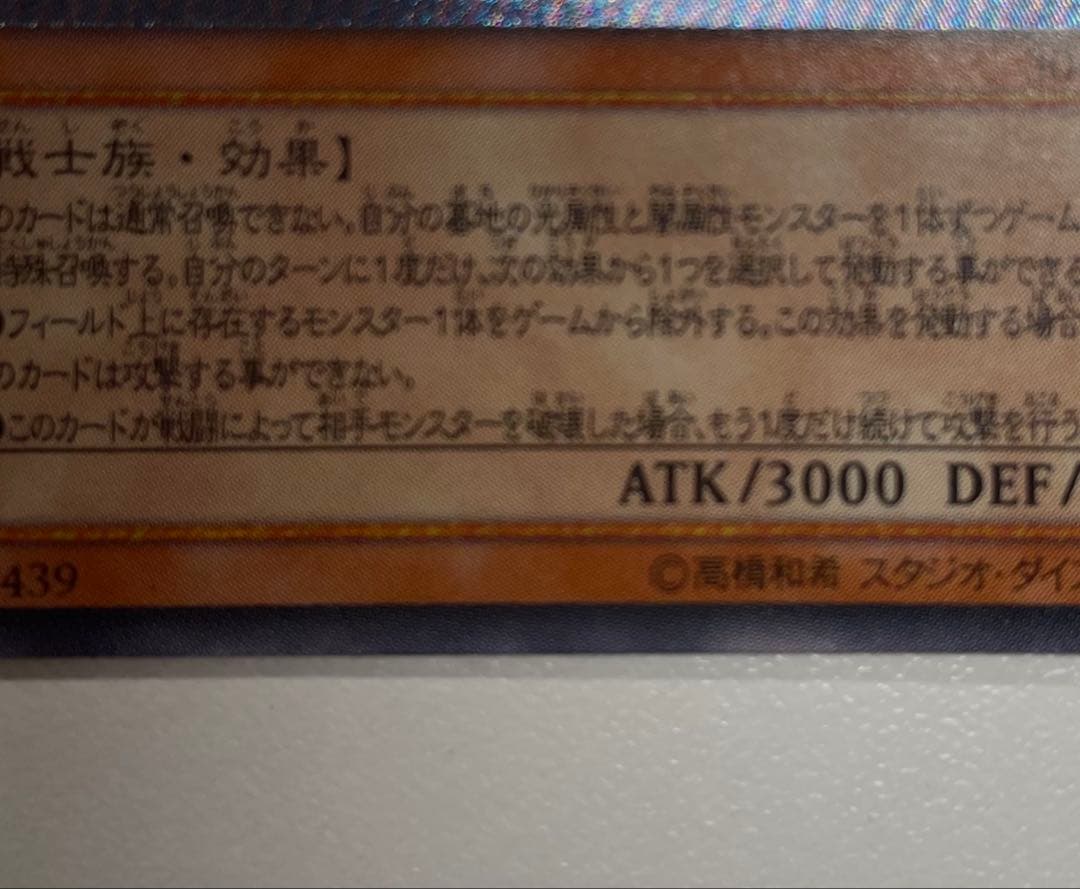 戦士族・効果】
のカードは通常召喚できない。自分の墓地の光属性と闇属性モンスターを1体ずつゲーム
特殊召喚する。自分のターンに1度だけ、次の効果から1つを選択して発動する事ができる
●フィールド上に存在するモンスター1体をゲームから除外する。この効果を発動する場合
のカードは攻撃する事ができない。
●このカードが戦闘によって相手モンスターを破壊した場合、もう1度だけ続けて攻撃を行う
ATK/3000 DEF/
439
©高橋和希 スタジオ・ダイス